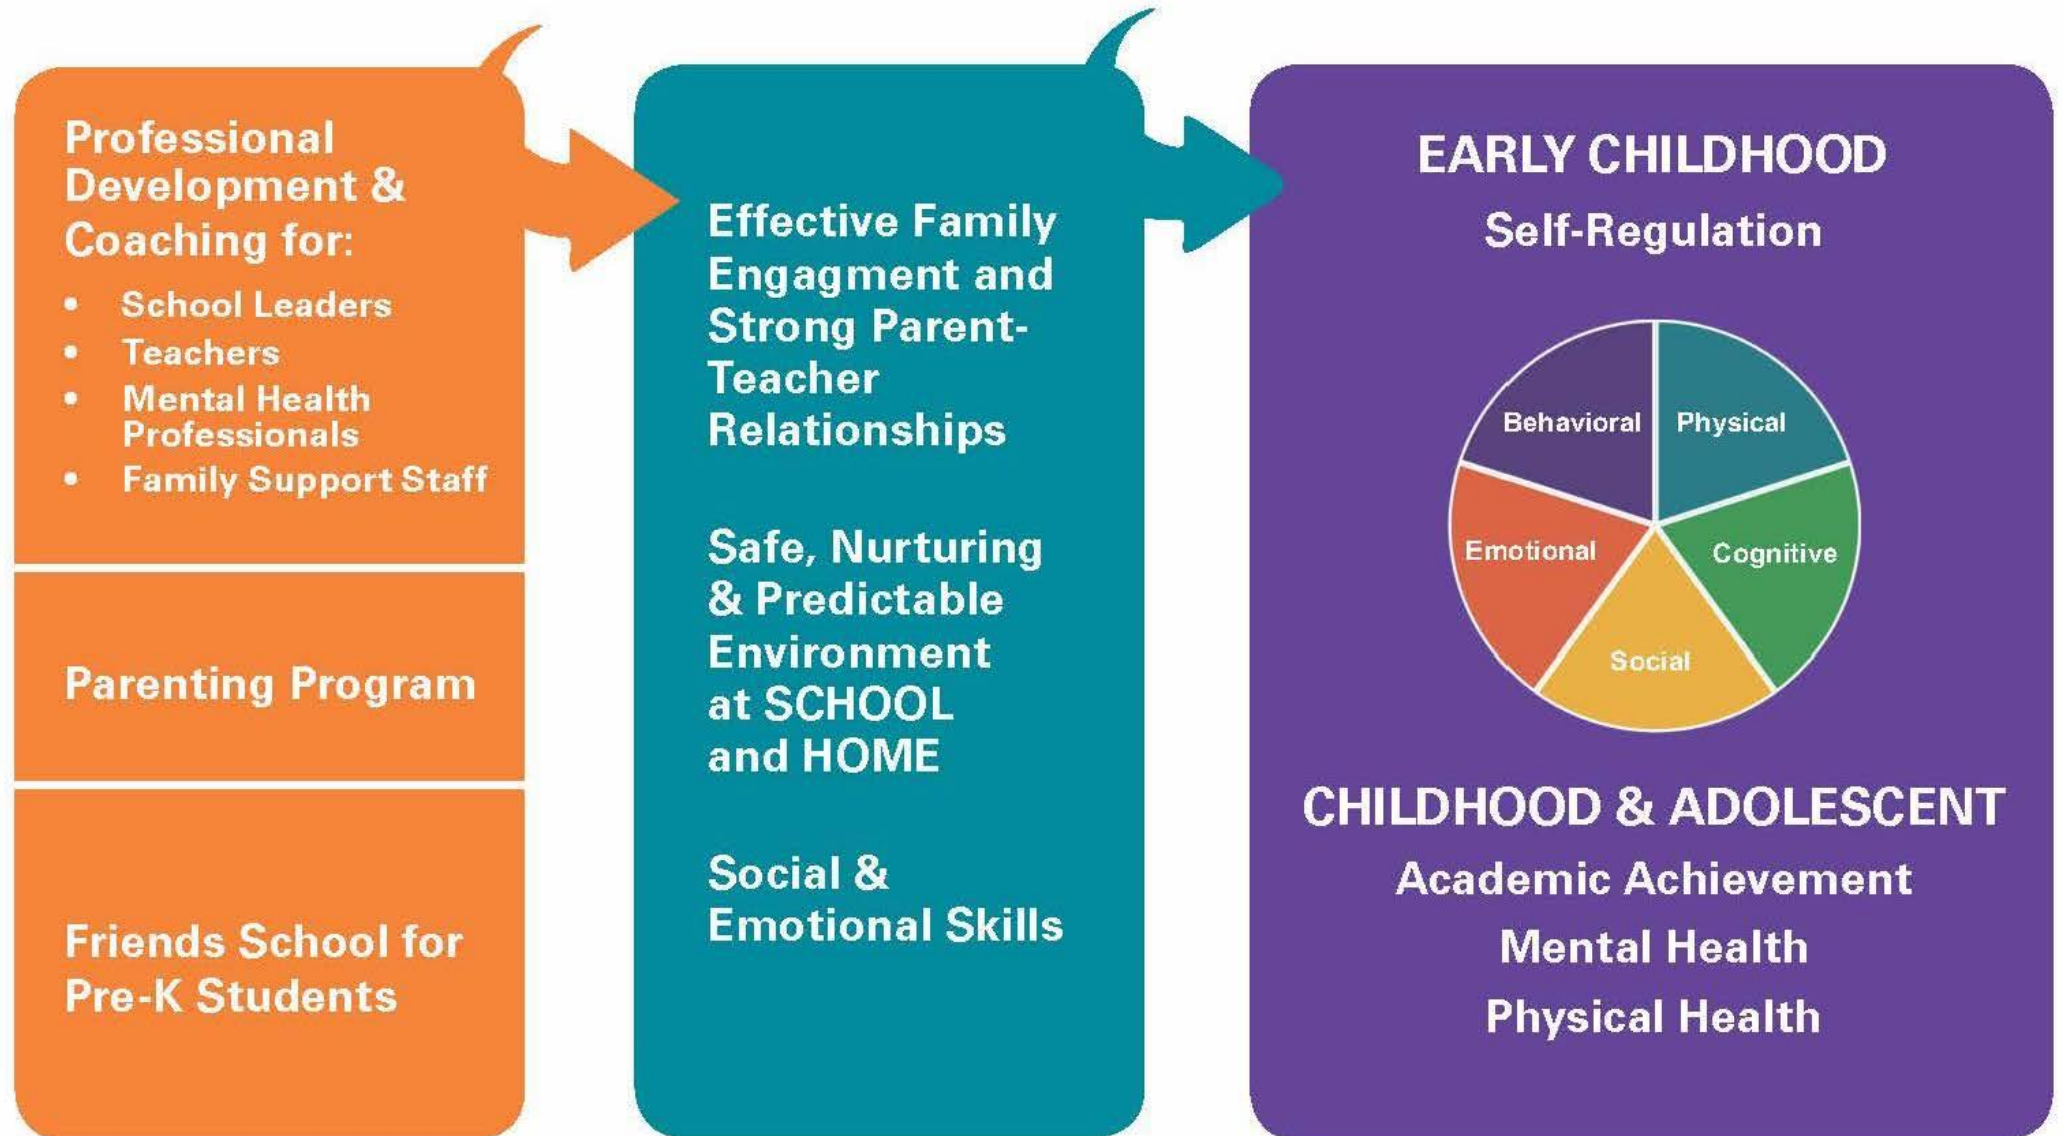 Professional
Development &
Coaching for:
• School Leaders
• Teachers
• Mental Health
Professionals
• Family Support Staff
Parenting Program
Friends School for
Pre-K Students
Effective Family
Engagment and
Strong Parent-
Teacher
Relationships
Safe, Nurturing
& Predictable
Environment
at SCHOOL
and HOME
Social &
Emotional Skills
EARLY CHILDHOOD
Self-Regulation
Behavioral
Physical
Emotional
Cognitive
Social
CHILDHOOD & ADOLESCENT
Academic Achievement
Mental Health
Physical Health